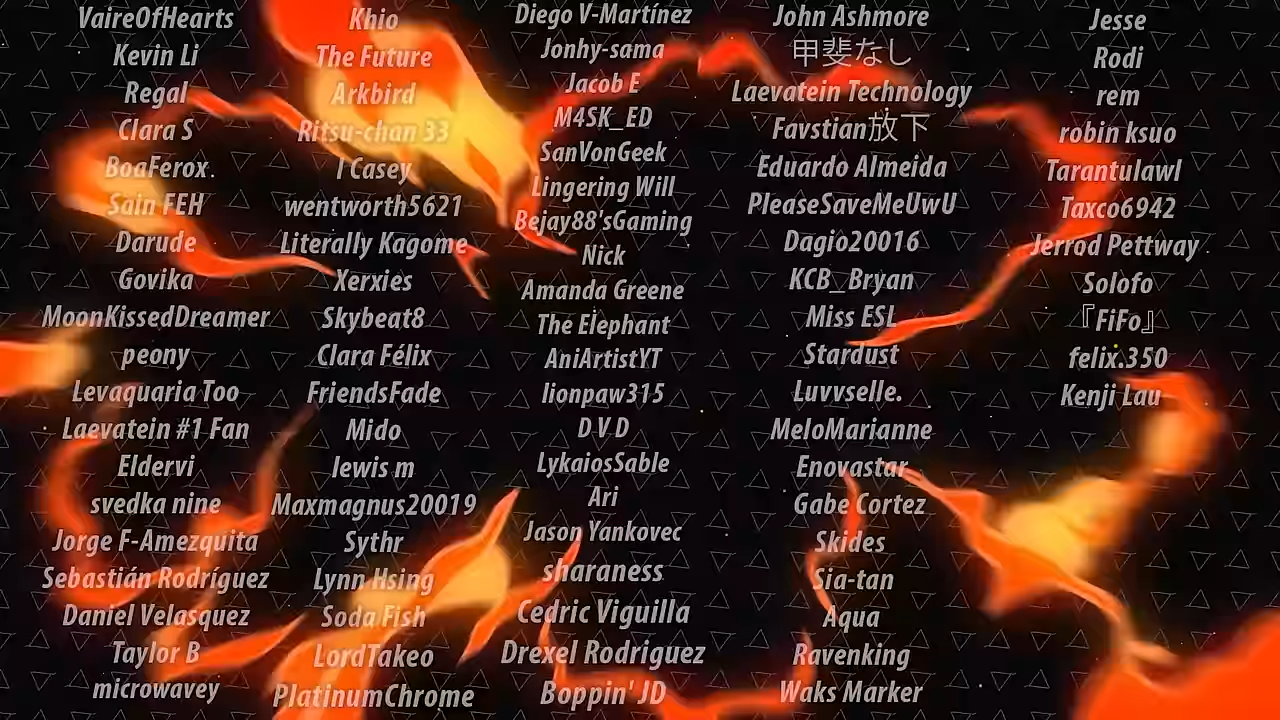 VaireOfHearts
Kevin Li
Regal
Clara S
BoaFerox.
Sain FEH
Darude
Govika
MoonKissedDreamer
peony
Levaquaria Too
Laevatein #1 Fan
Eldervi
svedka nine
Jorge F-Amezquita
Sebastián Rodríguez
Daniel Velasquez
Taylor B
microwavey
Khio
The Future
Arkbird
Ritsu-chan 33
I Casey
wentworth5621
Literally Kagome
Xerxies
Skybeat8
Clara Félix
FriendsFade
Mido
lewis m
Maxmagnus20019
Sythr
Lynn Hsing
Soda Fish
LordTakeo
PlatinumChrome
Diego V-Martínez
Jonhy-sama
Jacob E
M4SK_ED
SanVonGeek
Lingering Will
Bejay88'sGaming
Nick
Amanda Greene
The Elephant
AniArtistYT
lionpaw315
D V D
LykaiosSable
Ari
Jason Yankovec
sharaness
Cedric Viguilla
Drexel Rodriguez
Boppin' JD
John Ashmore
甲斐なし
Laevatein Technology
Favstian放下
Eduardo Almeida
PleaseSaveMeUwU
Dagio20016
KCB_Bryan
Miss ESL
Stardust
Luvvselle.
MeloMarianne
Enovastar
Gabe Cortez
Skides
Sia-tan
Aqua
Ravenking
Waks Marker
Jesse
Rodi
rem
robin ksuo
Tarantulawl
Taxco6942
Jerrod Pettway
Solofo
『FiFo』
felix.350
Kenji Lau